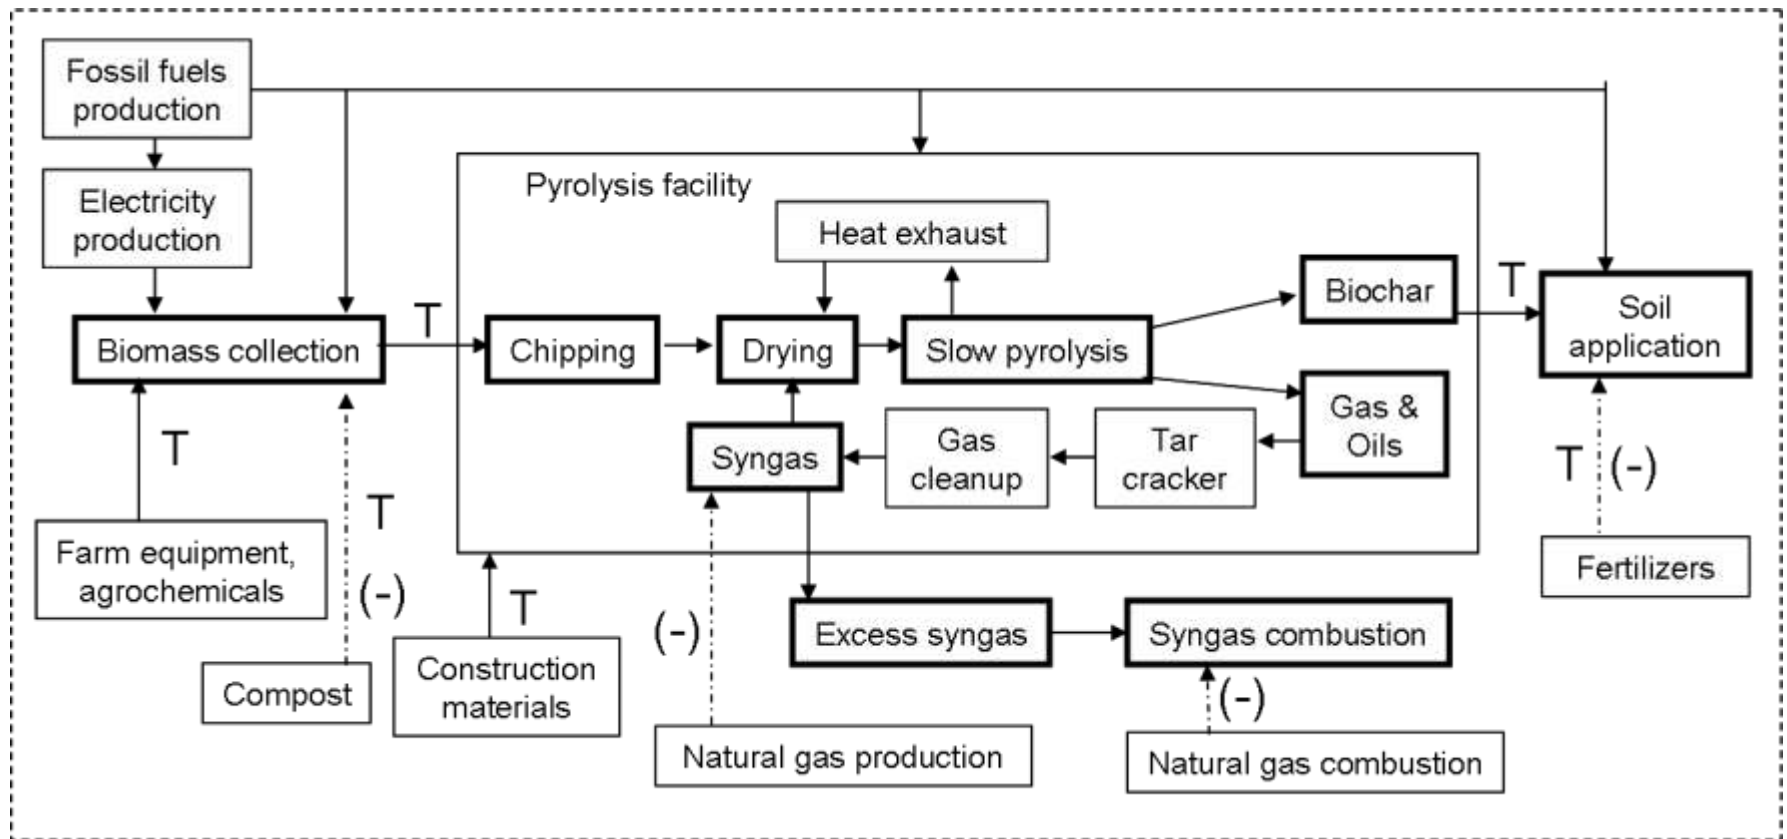 Fossil fuels
production
Electricity
production
Pyrolysis facility
Heat exhaust
Biomass collection
T
Chipping
Drying
Slow pyrolysis
Biochar
T
Soil
application
Gas &
Oils
Tar
cracker
Gas
cleanup
Syngas
T
Farm equipment,
agrochemicals
T
(-)
Compost
T
Construction
materials
(-)
Natural gas production
Excess syngas
Syngas combustion
(-)
Natural gas combustion
T (-)
Fertilizers